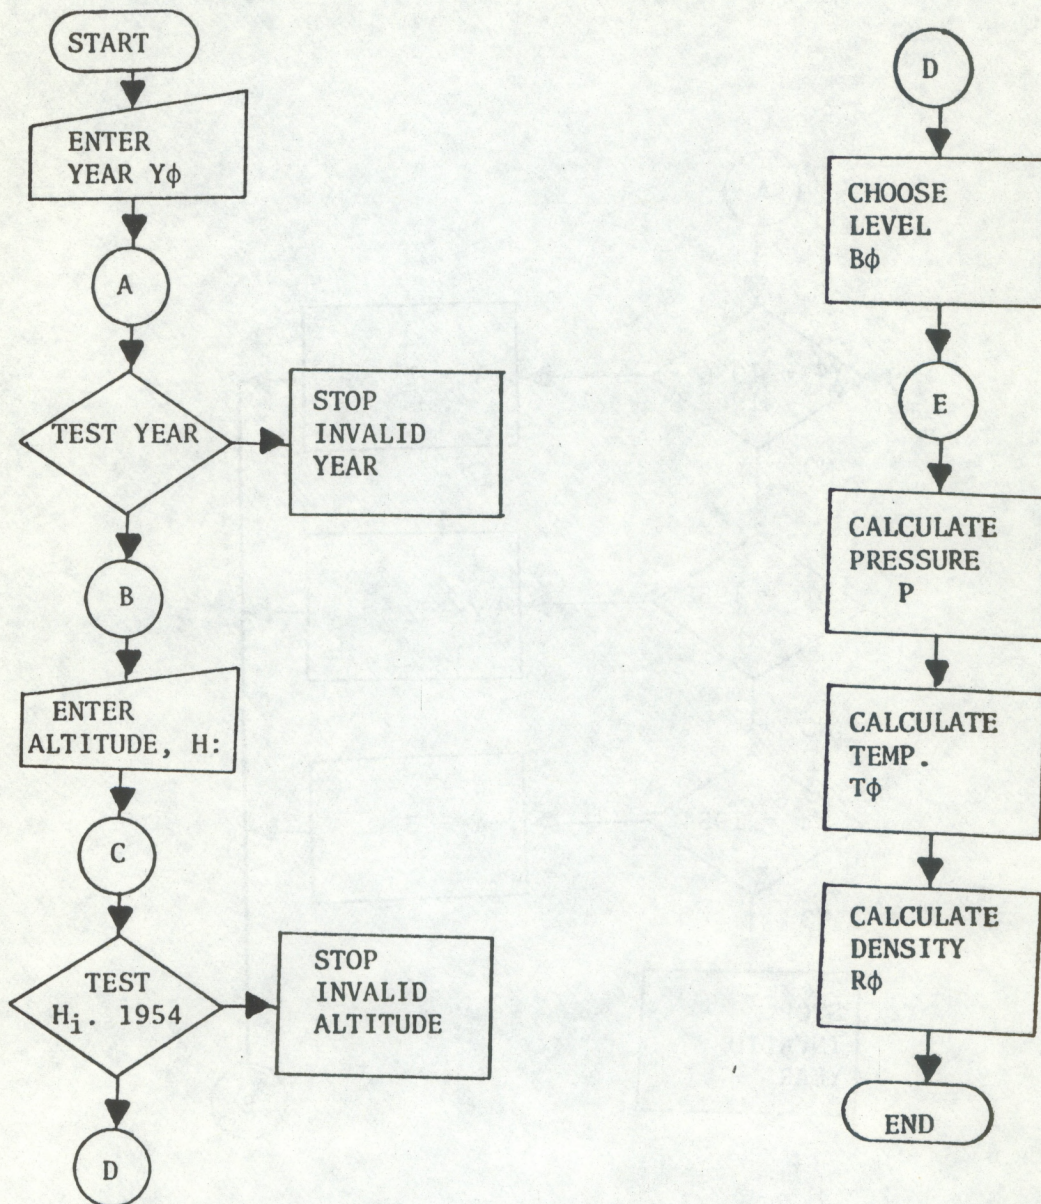 START
ENTER
YEAR Yϕ
A
TEST YEAR
STOP
INVALID
YEAR
B
ENTER
ALTITUDE, H:
C
TEST
Hi. 1954
STOP
INVALID
ALTITUDE
D
D
CHOOSE
LEVEL
Bϕ
E
CALCULATE
PRESSURE
P
CALCULATE
TEMP.
Tϕ
CALCULATE
DENSITY
Rϕ
END